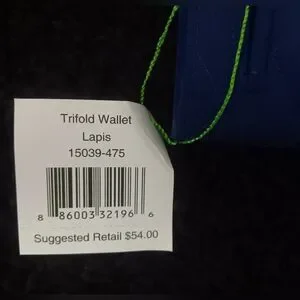 Trifold Wallet
Lapis
15039-475
8 86003 32196 6
Suggested Retail $54.00